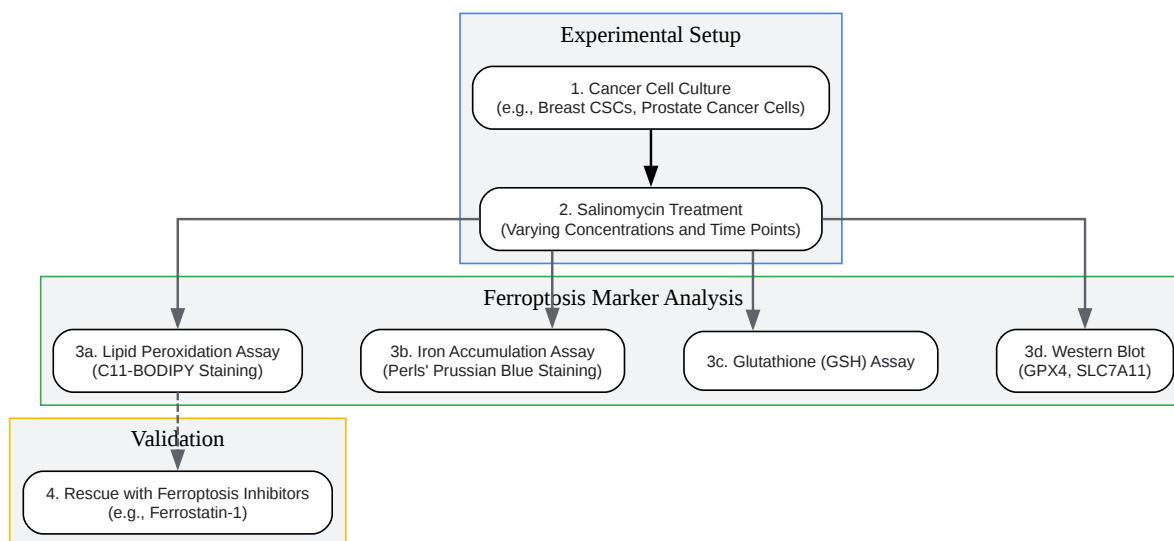 Experimental Setup
1. Cancer Cell Culture
(e.g., Breast CSCs, Prostate Cancer Cells)
2. Salinomycin Treatment
(Varying Concentrations and Time Points)
Ferroptosis Marker Analysis
3a. Lipid Peroxidation Assay
(C11-BODIPY Staining)
3b. Iron Accumulation Assay
(Perls' Prussian Blue Staining)
3c. Glutathione (GSH) Assay
3d. Western Blot
(GPX4, SLC7A11)
Validation
4. Rescue with Ferroptosis Inhibitors
(e.g., Ferrostatin-1)